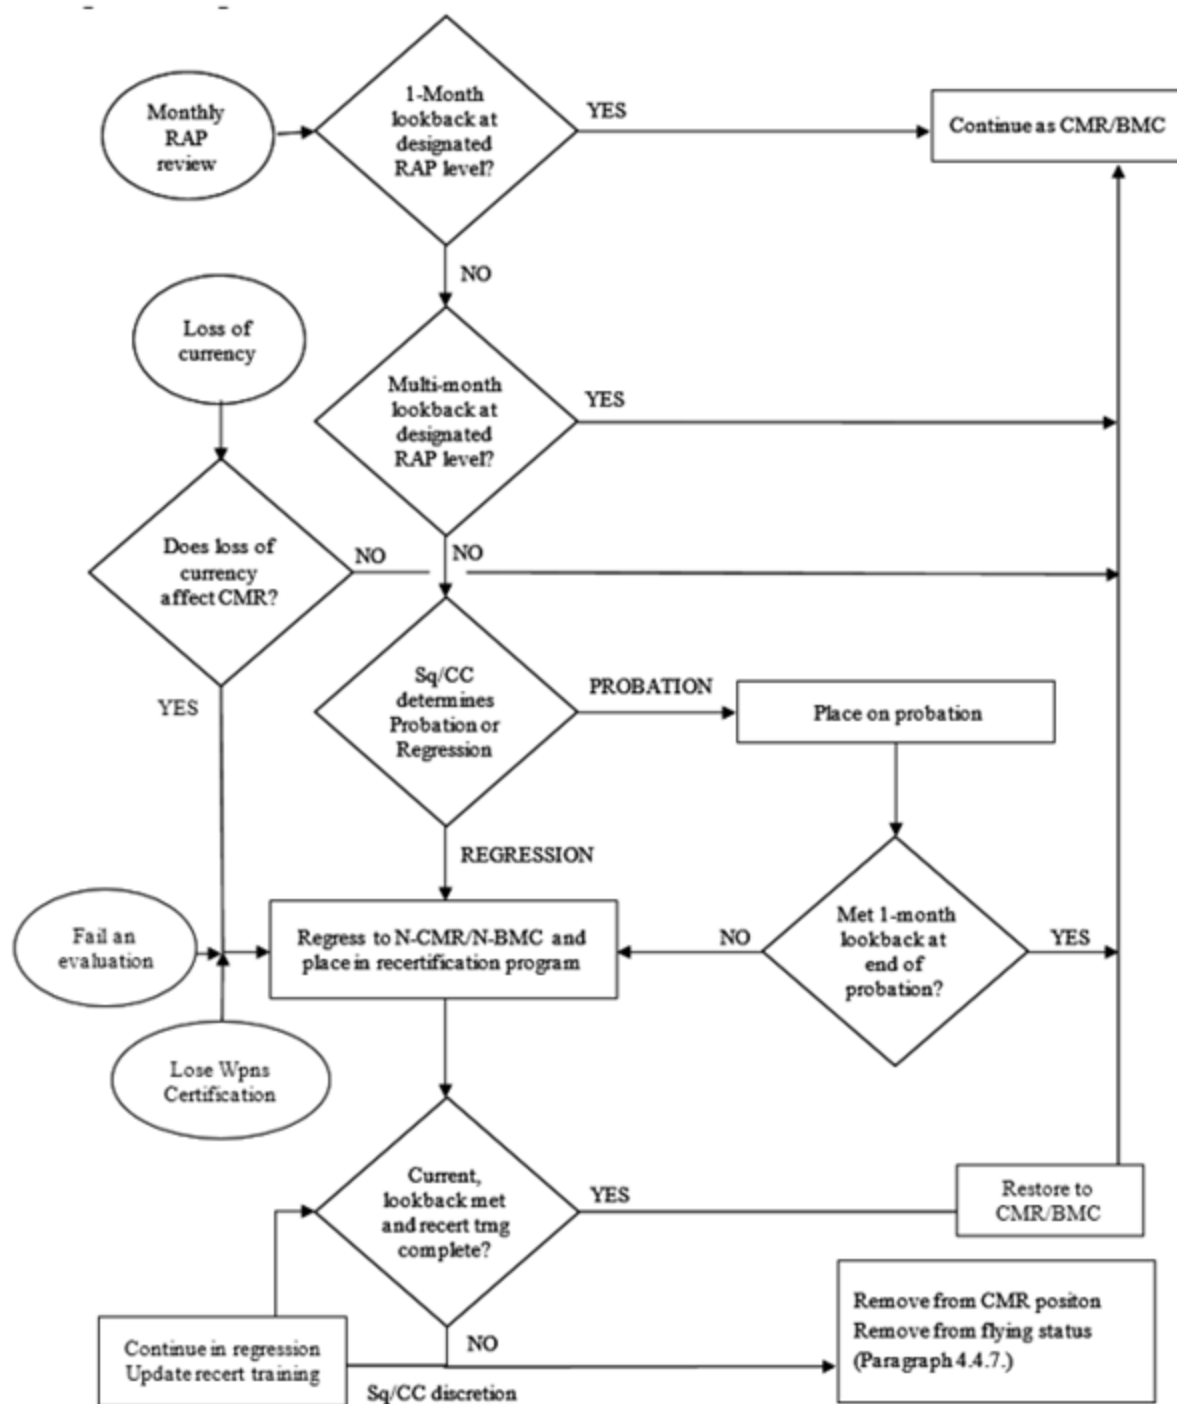 Monthly
RAP
review
1-Month
lookback at
designated
RAP level?
YES
Continue as CMR/BMC
NO
Loss of
currency
Multi-month
lookback at
designated
RAP level?
YES
Does loss of
currency
affect CMR?
NO
NO
YES
Sq/CC
determines
Probation or
Regression
PROBATION
Place on probation
REGRESSION
Fail an
evaluation
Regress to N-CMR/N-BMC and
place in recertification program
NO
Met 1-month
lookback at
end of
probation?
YES
Lose Wpns
Certification
Current,
lookback met
and recert trng
complete?
YES
Restore to
CMR/BMC
Continue in regression
Update recert training
NO
Sq/CC discretion
Remove from CMR positon
Remove from flying status
(Paragraph 4.4.7.)